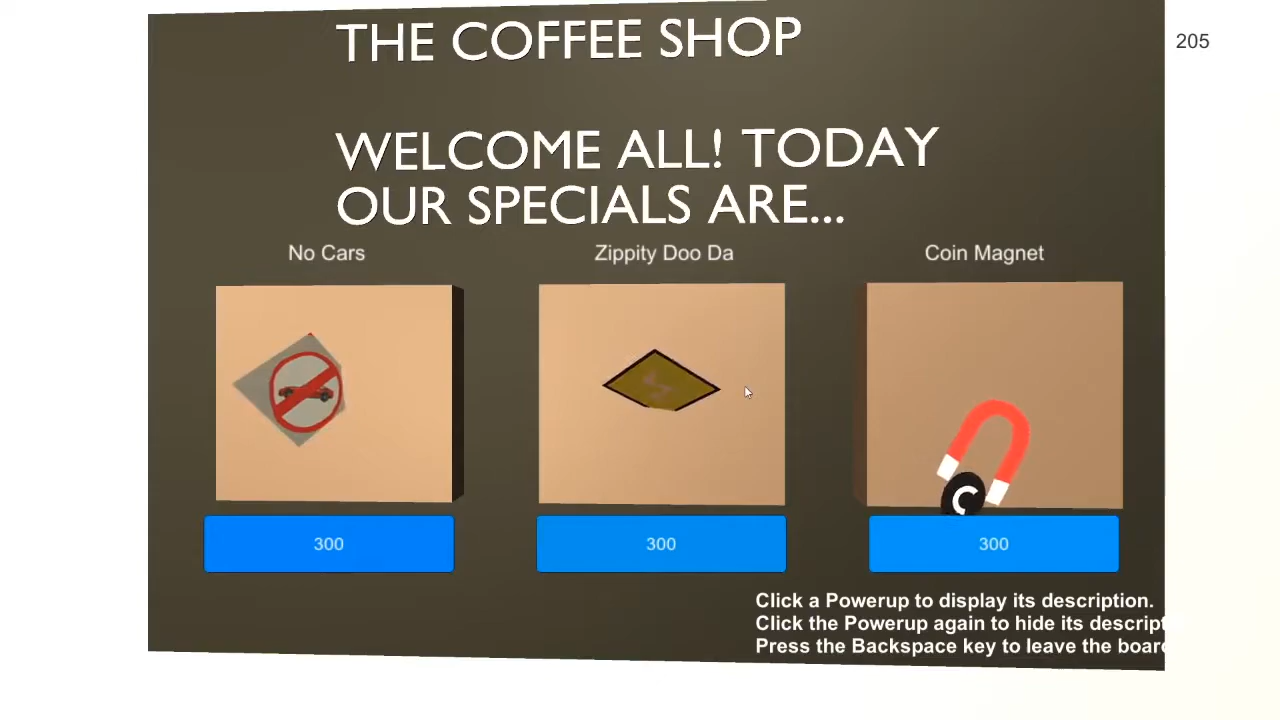 THE COFFEE SHOP
205
WELCOME ALL! TODAY
OUR SPECIALS ARE...
No Cars
Zippity Doo Da
Coin Magnet
C
300
300
300
Click a Powerup to display its description.
Click the Powerup again to hide its descript
Press the Backspace key to leave the board